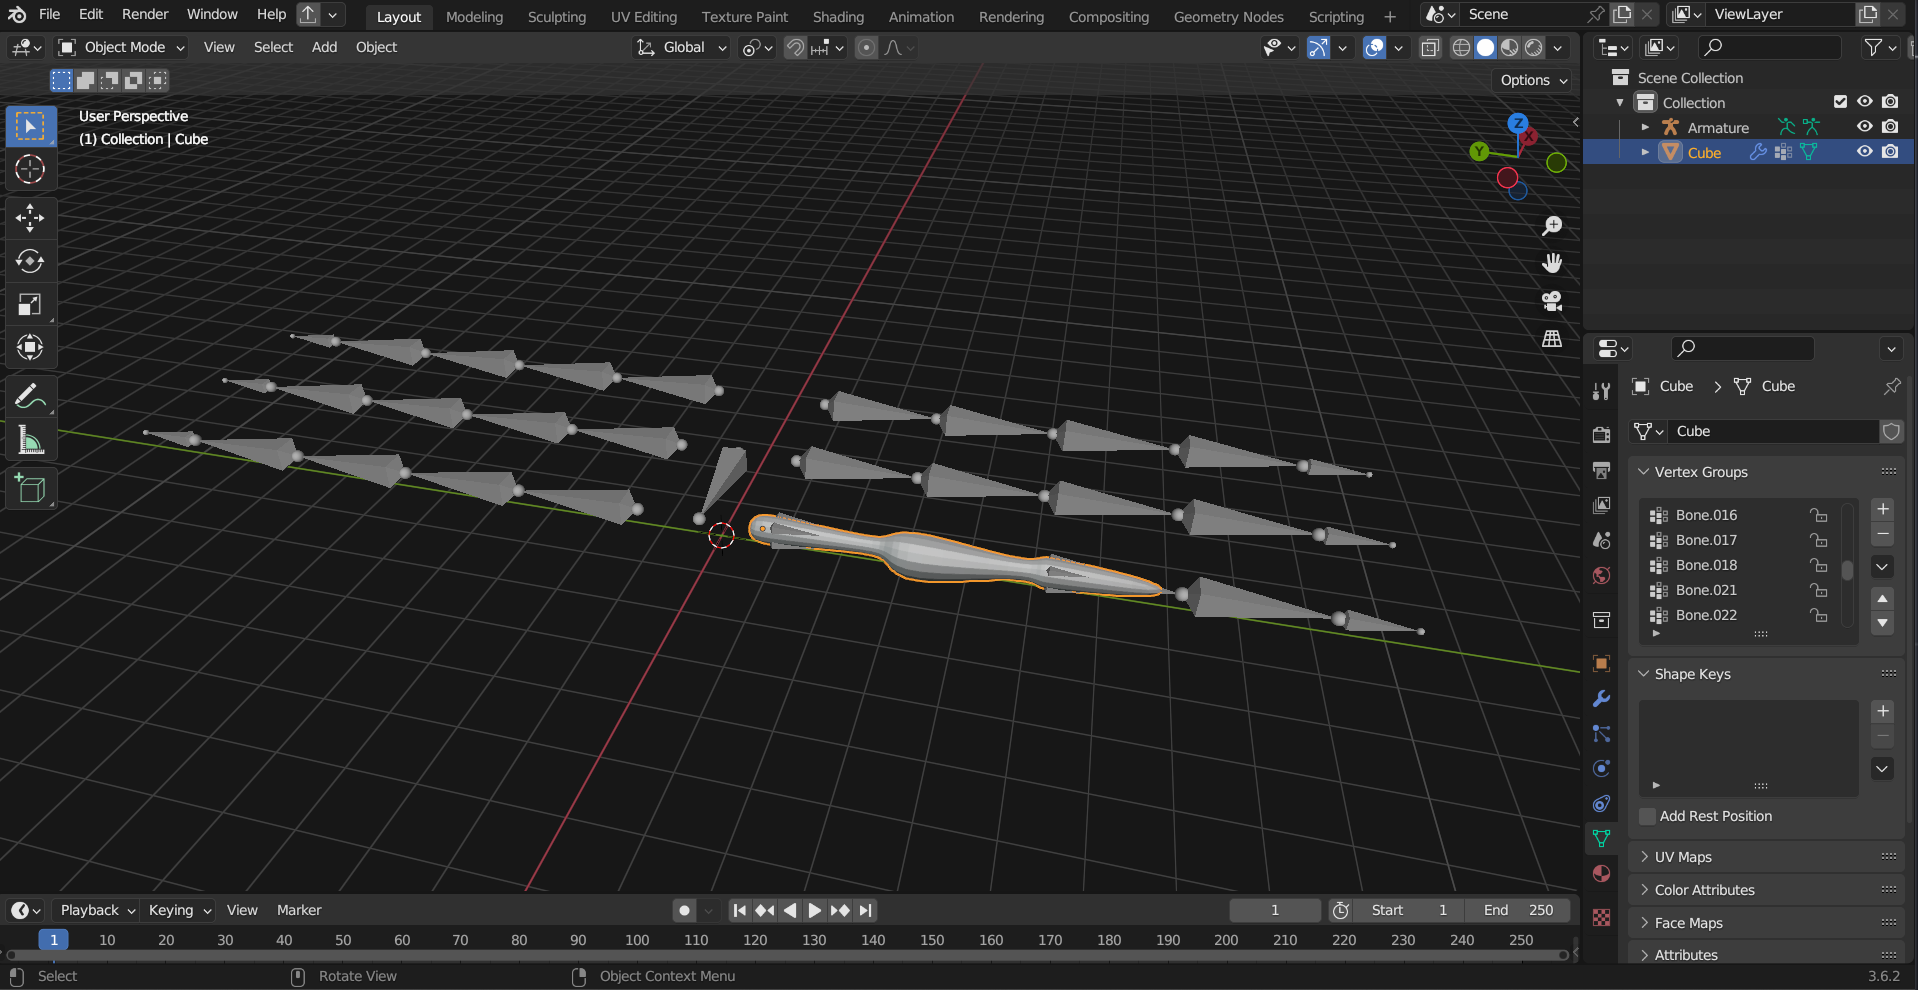 File Edit Render Window Help Layout Modeling Sculpting UV Editing Texture Paint Shading Animation Rendering Compositing Geometry Nodes Scripting + Scene ViewLayer
Object Mode View Select Add Object Global
Options
User Perspective
(1) Collection | Cube
Z
X
Y
Scene Collection
Collection
Armature
Cube
Cube > Cube
Cube
Vertex Groups
Bone.016
Bone.017
Bone.018
Bone.021
Bone.022
Shape Keys
Add Rest Position
UV Maps
Color Attributes
Face Maps
Attributes
Playback Keying View Marker 1 Start 1 End 250
1 10 20 30 40 50 60 70 80 90 100 110 120 130 140 150 160 170 180 190 200 210 220 230 240 250
Select Rotate View Object Context Menu 3.6.2